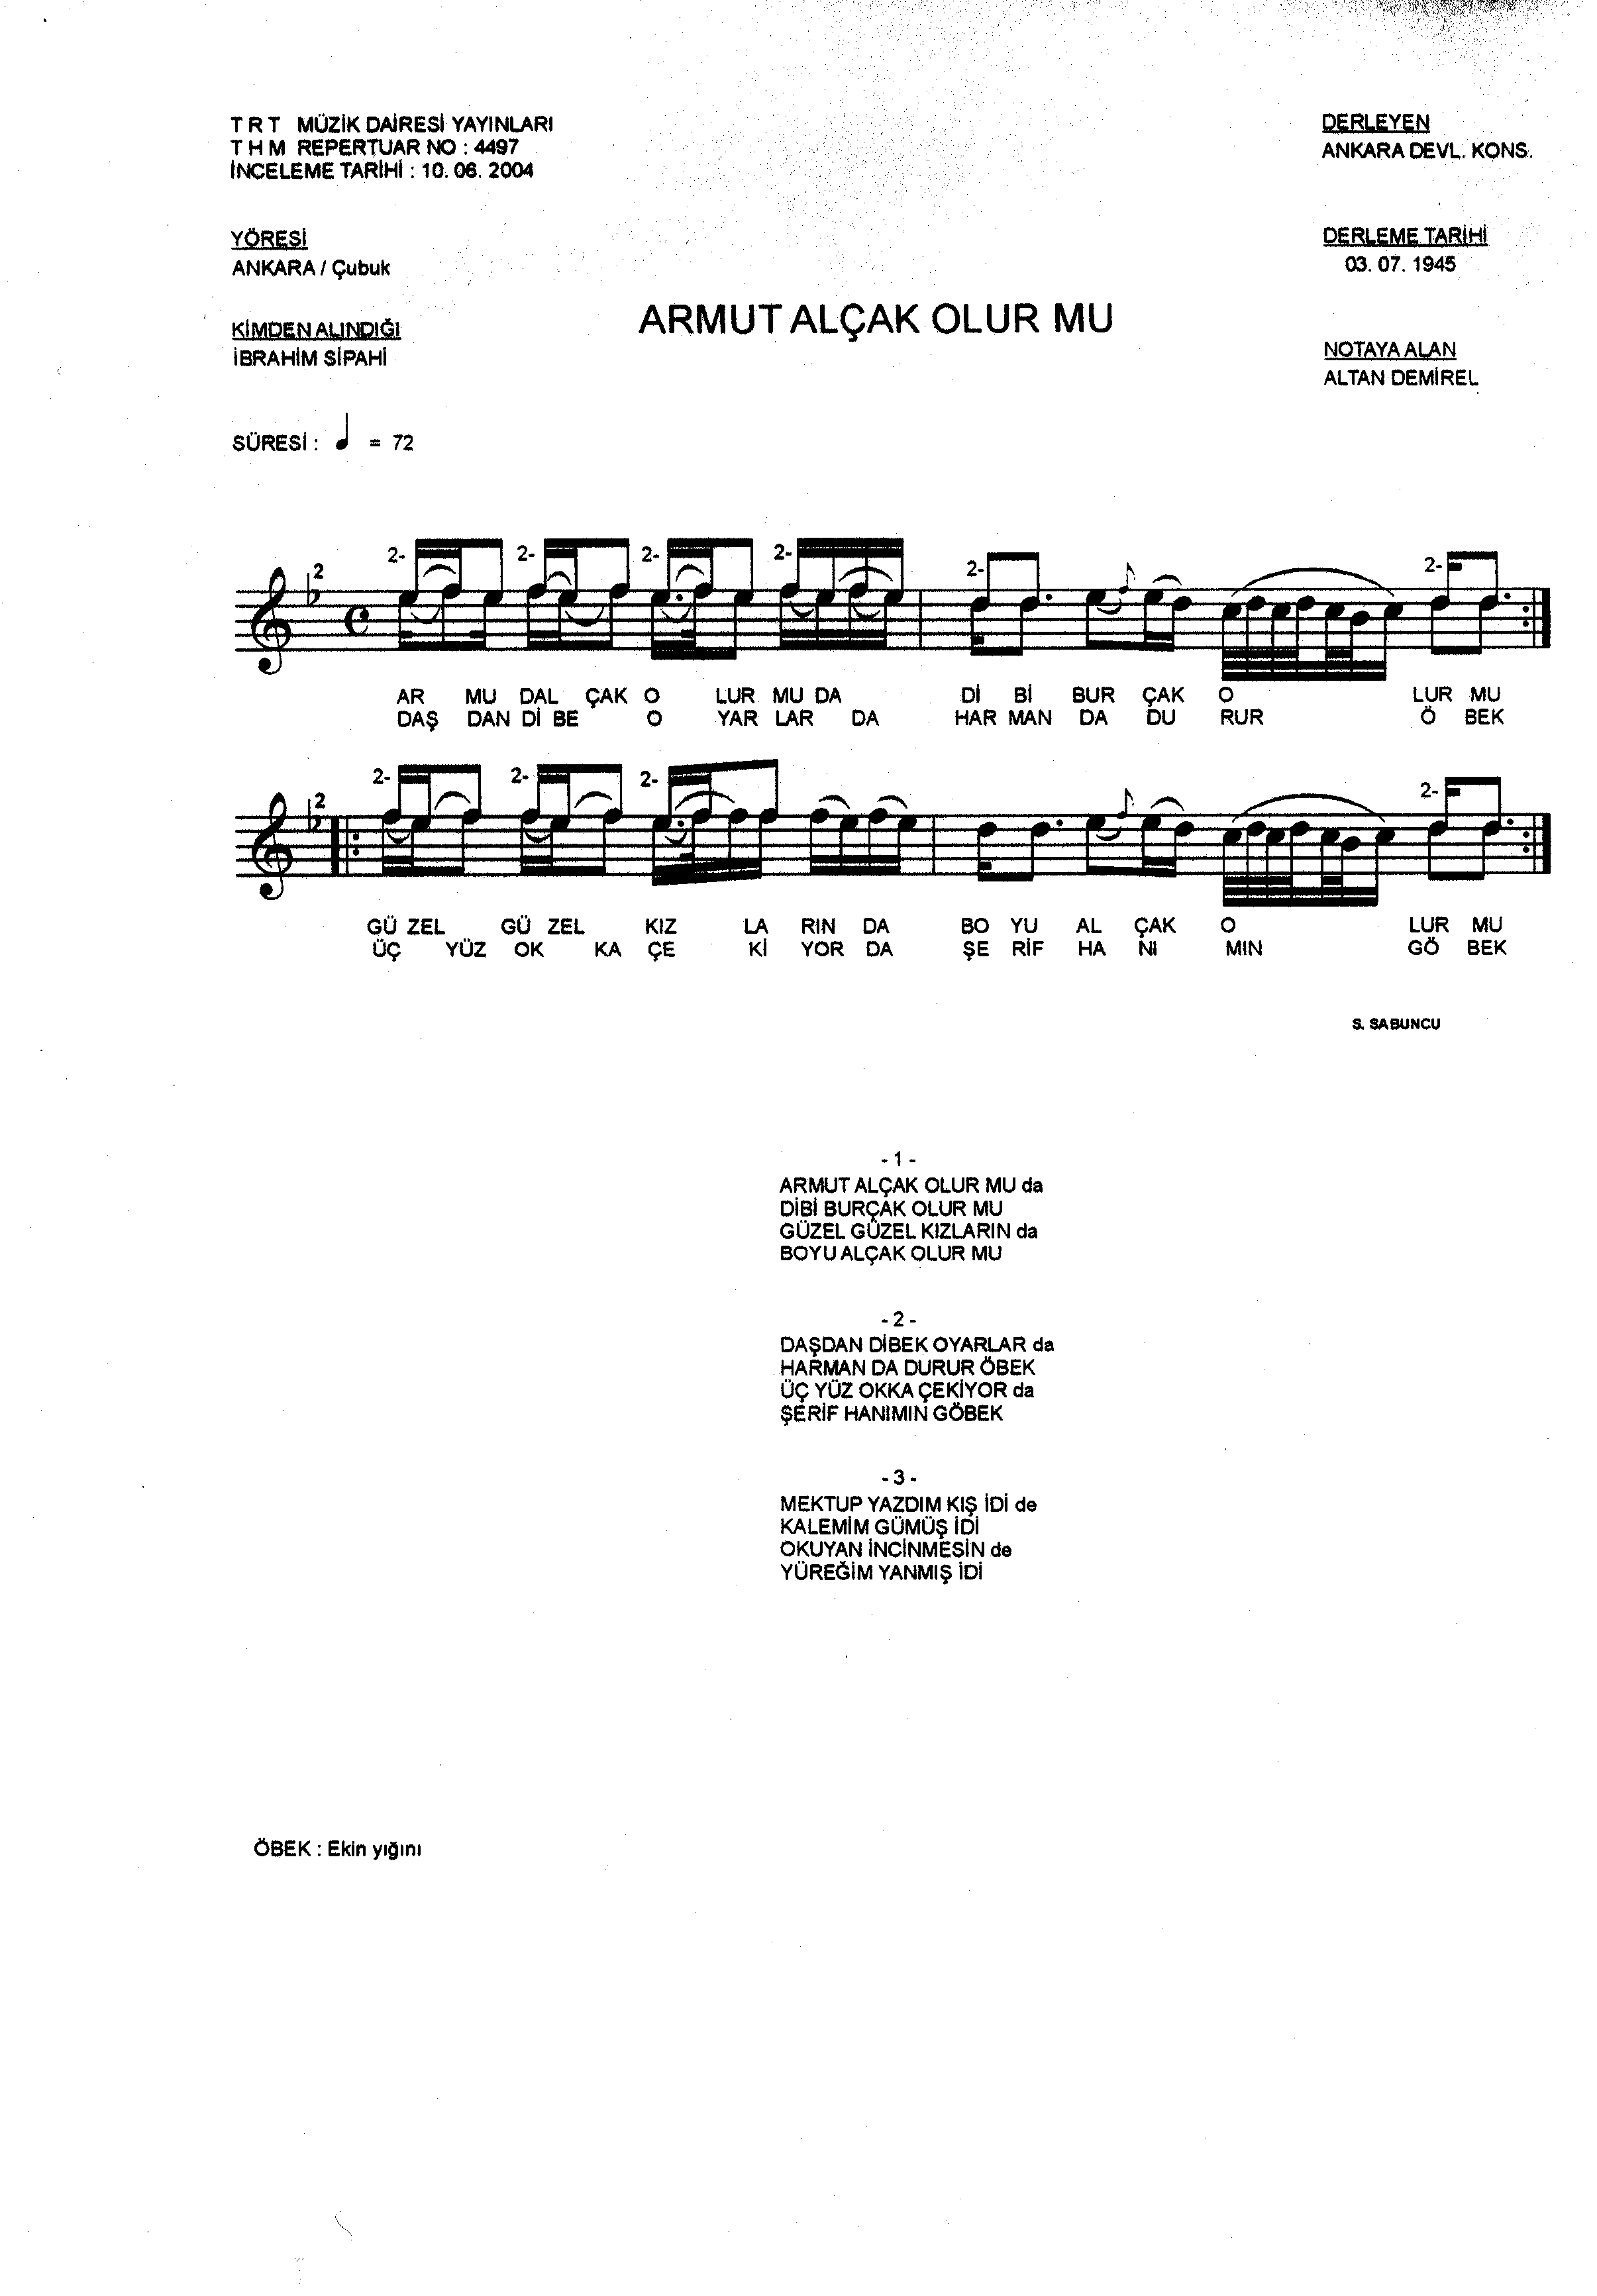 T R T MÜZİK DAİRESİ YAYINLARI
T H M REPERTUAR NO : 4497
İNCELEME TARİHİ : 10. 06. 2004
DERLEYEN
ANKARA DEVL. KONS.
YÖRESİ
ANKARA / Çubuk
DERLEME TARİHİ
03. 07. 1945
ARMUT ALÇAK OLUR MU
KİMDEN ALINDIĞI
İBRAHİM SİPAHİ
NOTAYA ALAN
ALTAN DEMİREL
SÜRESİ : = 72
2 2- 2- 2- 2- 2- 2-
AR MU DAL ÇAK O LUR MU DA Dİ Bİ BUR ÇAK O LUR MU
DAŞ DAN Dİ BE O YAR LAR DA HAR MAN DA DU RUR Ö BEK
2 2- 2- 2- 2-
GÜ ZEL GÜ ZEL KIZ LA RIN DA BO YU AL ÇAK O LUR MU
ÜÇ YÜZ OK KA ÇE Kİ YOR DA ŞE RİF HA NI MIN GÖ BEK
S. SABUNCU
- 1 -
ARMUT ALÇAK OLUR MU da
DİBİ BURÇAK OLUR MU
GÜZEL GÜZEL KIZLARIN da
BOYU ALÇAK OLUR MU
- 2 -
DAŞDAN DİBEK OYARLAR da
HARMAN DA DURUR ÖBEK
ÜÇ YÜZ OKKA ÇEKİYOR da
ŞERİF HANIMIN GÖBEK
- 3 -
MEKTUP YAZDIM KIŞ İDİ de
KALEMİM GÜMÜŞ İDİ
OKUYAN İNCİNMESİN de
YÜREĞİM YANMIŞ İDİ
ÖBEK : Ekin yığını